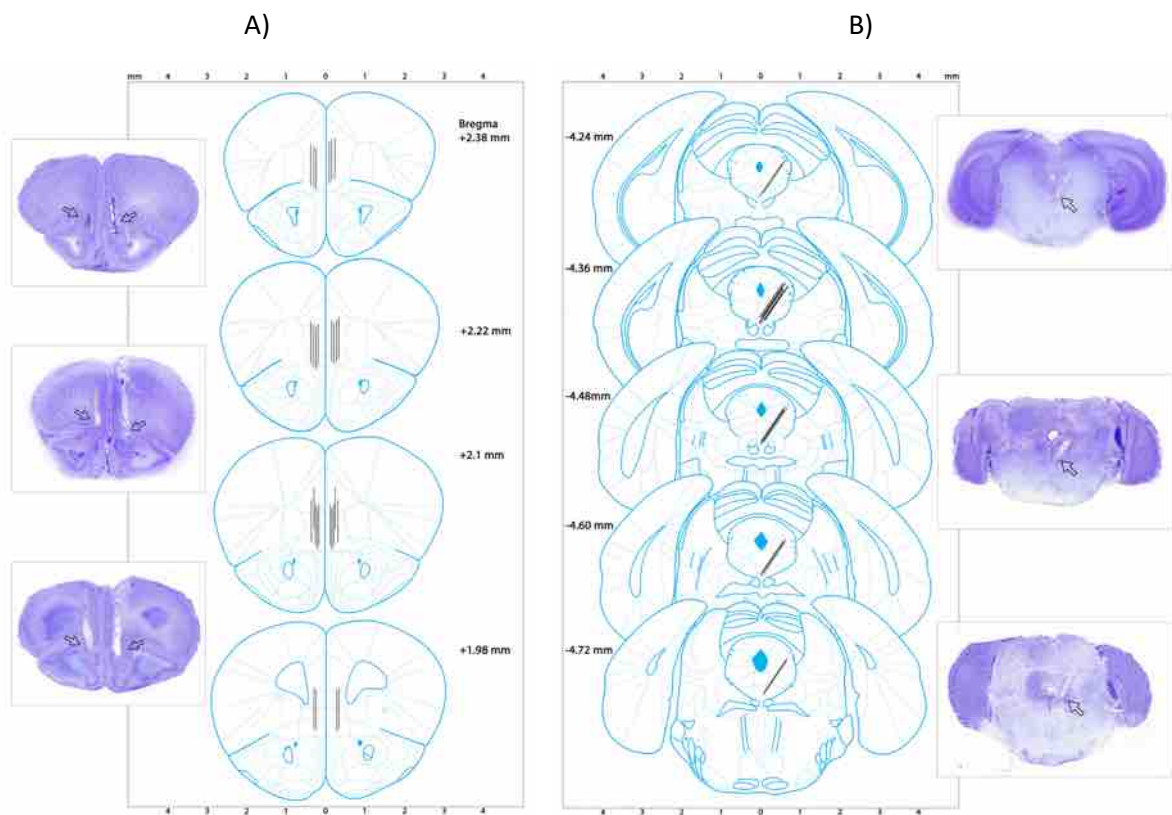 A)
B)
mm 4 3 2 1 0 1 2 3 4
Bregma
+2.38 mm
+2.22 mm
+2.1 mm
+1.98 mm
4 3 2 1 0 1 2 3 4
4 3 2 1 0 1 2 3 4 mm
-4.24 mm
-4.36 mm
-4.48mm
-4.60 mm
-4.72 mm
4 3 2 1 0 1 2 3 4